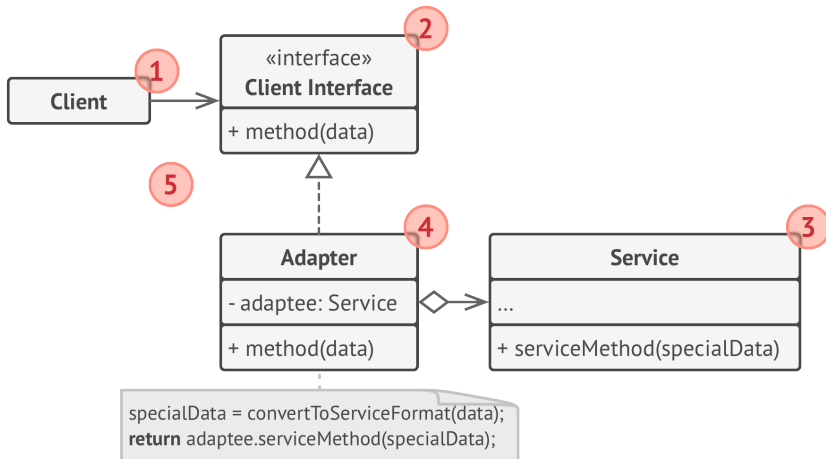 1
2
«interface»
Client Interface
Client
+ method(data)
5
4
3
Adapter
Service
- adaptee: Service
...
+ method(data)
+ serviceMethod(specialData)
specialData = convertToServiceFormat(data);
return adaptee.serviceMethod(specialData);